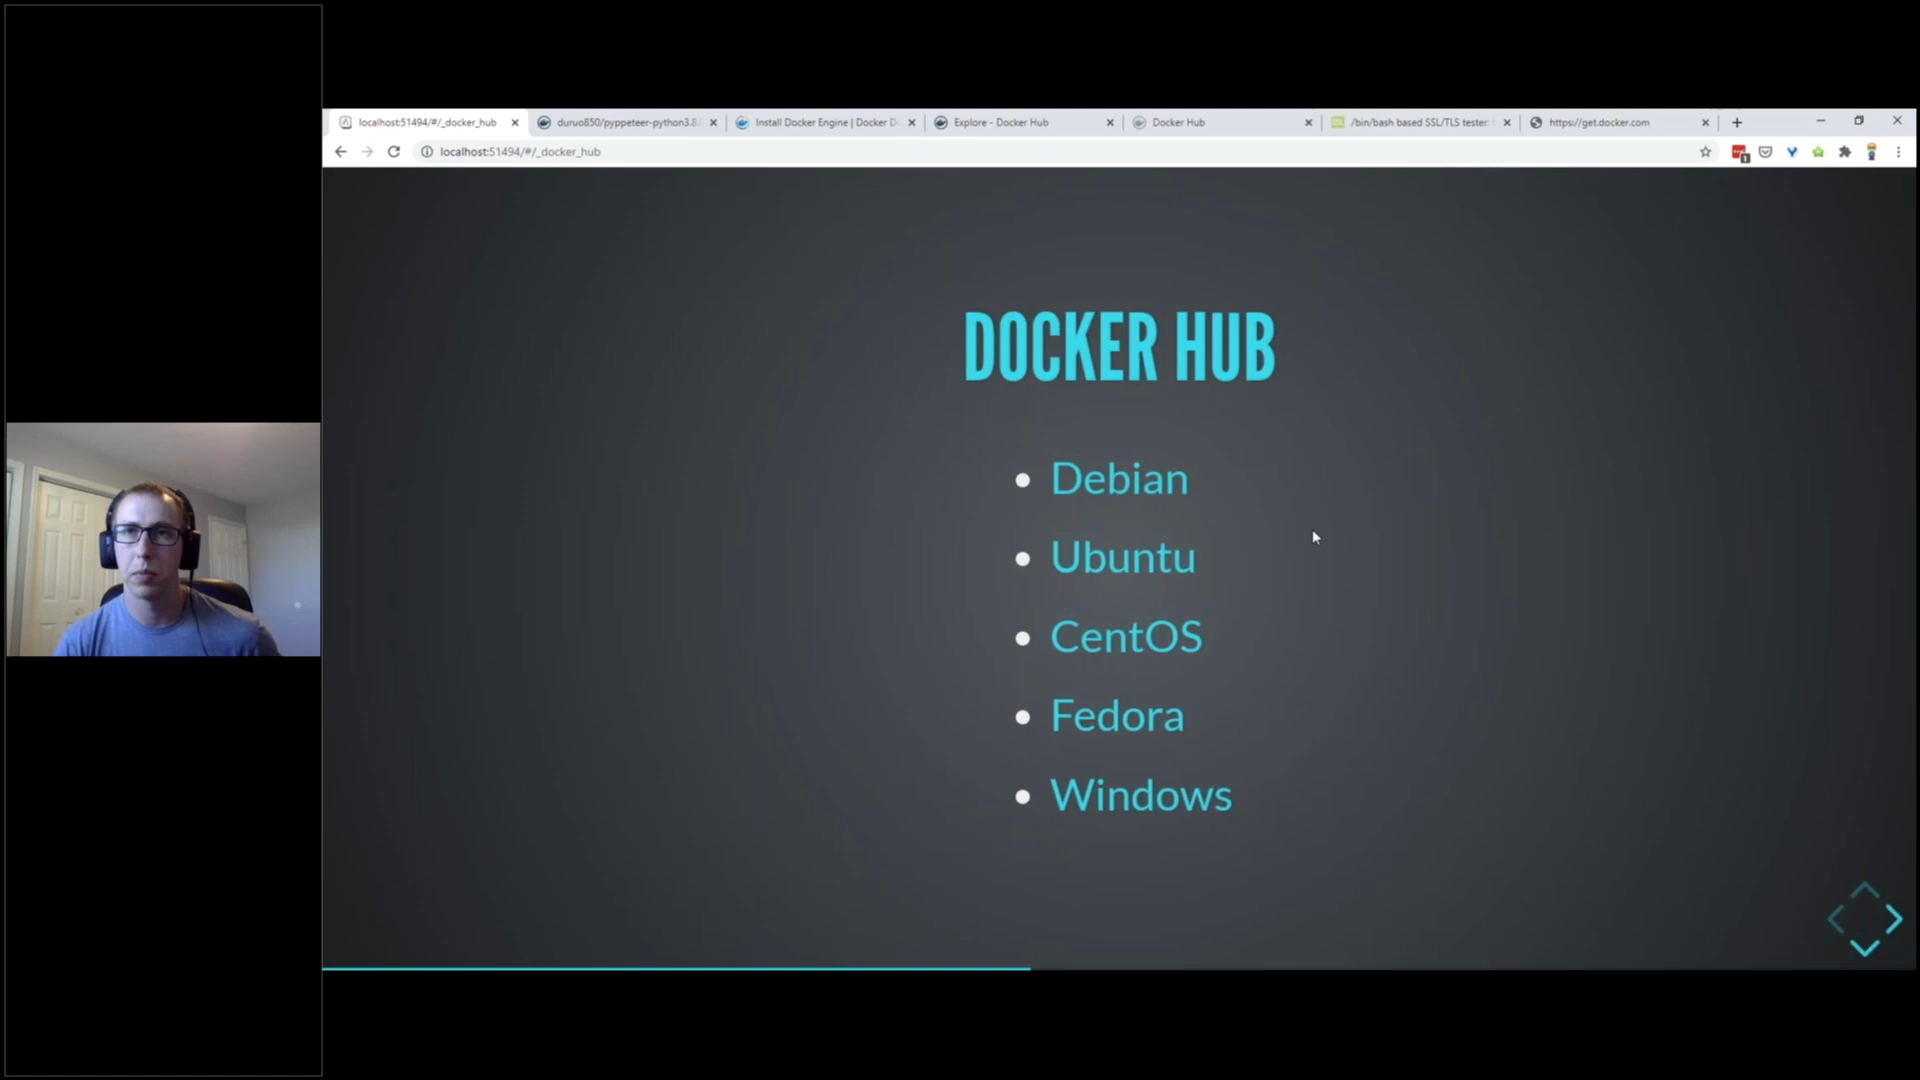 localhost:51494/#/_docker_hub
duruo850/pyppeteer-python3.8.
Install Docker Engine | Docker D
Explore - Docker Hub
Docker Hub
/bin/bash based SSL/TLS tester:
https://get.docker.com
localhost:51494/#/_docker_hub
1
DOCKER HUB
Debian
Ubuntu
CentOS
Fedora
Windows